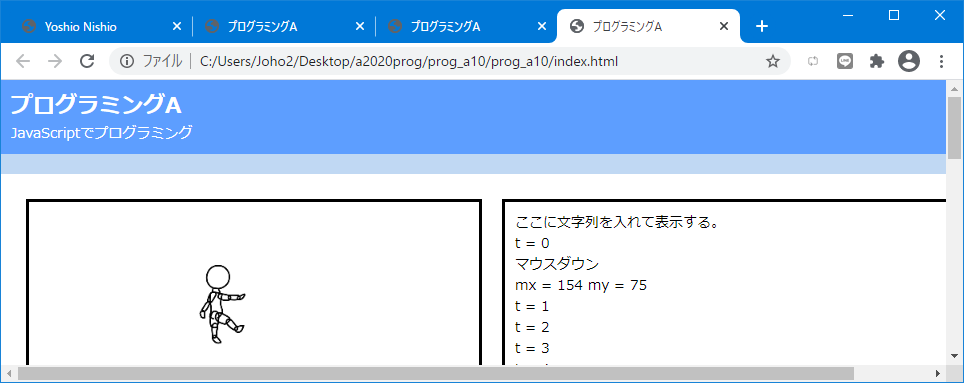 Yoshio Nishio
プログラミングA
プログラミングA
プログラミングA
ファイル | C:/Users/Joho2/Desktop/a2020prog/prog_a10/prog_a10/index.html
プログラミングA
JavaScriptでプログラミング
ここに文字列を入れて表示する。
t = 0
マウスダウン
mx = 154 my = 75
t = 1
t = 2
t = 3